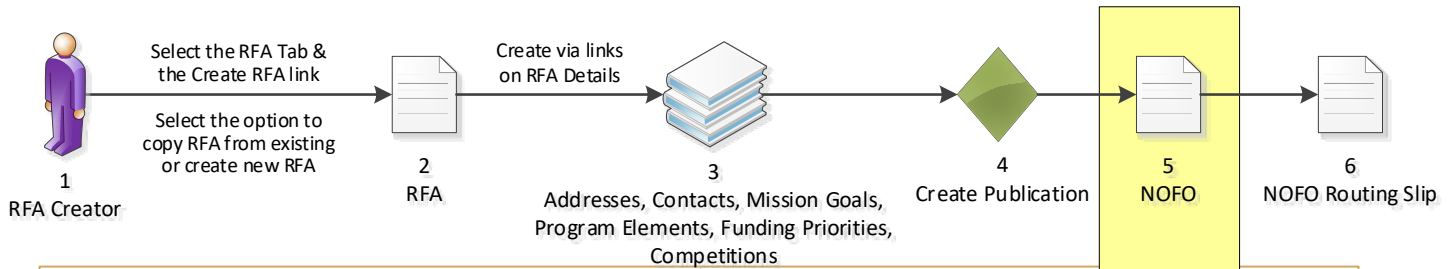 Select the RFA Tab &
the Create RFA link
Select the option to
copy RFA from existing
or create new RFA
Create via links
on RFA Details
1
RFA Creator
2
RFA
3
Addresses, Contacts, Mission Goals,
Program Elements, Funding Priorities,
Competitions
4
Create Publication
5
NOFO
6
NOFO Routing Slip